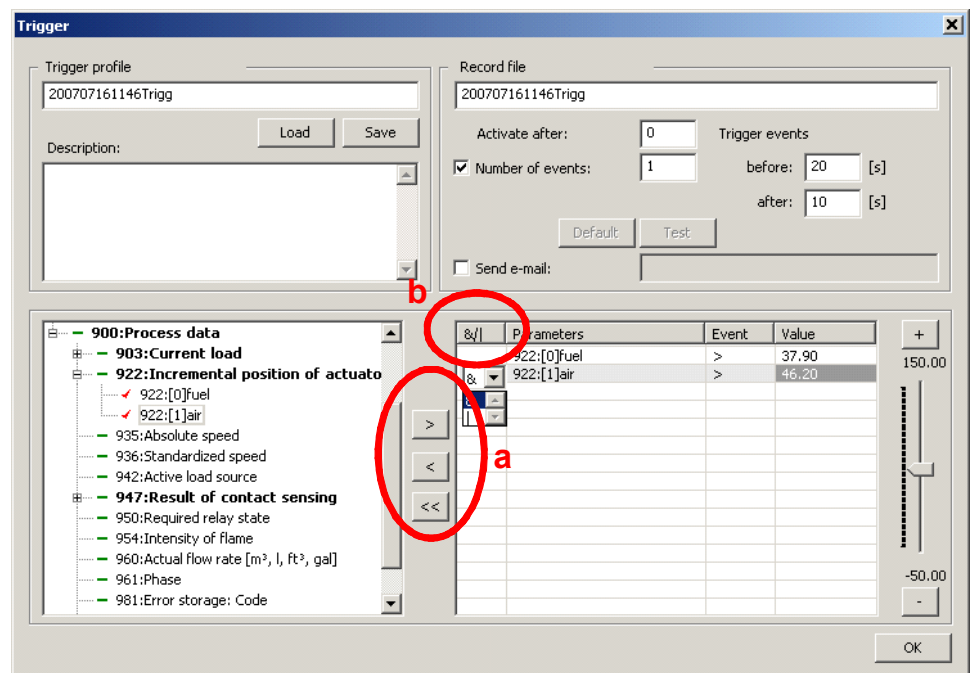 Trigger
Trigger profile
200707161146Trigg
Load Save
Description:
Record file
200707161146Trigg
Activate after: 0 Trigger events
Number of events: 1 before: 20 [s]
after: 10 [s]
Default Test
Send e-mail:
b
900:Process data
903:Current load
922:Incremental position of actuato
922:[0]fuel
922:[1]air
935:Absolute speed
936:Standardized speed
942:Active load source
947:Result of contact sensing
950:Required relay state
954:Intensity of flame
960:Actual flow rate [m³, l, ft³, gal]
961:Phase
981:Error storage: Code
>
<
<<
a
&/| Parameters Event Value
922:[0]fuel > 37.90
& 922:[1]air > 46.20
&
|
+
150.00
-50.00
-
OK